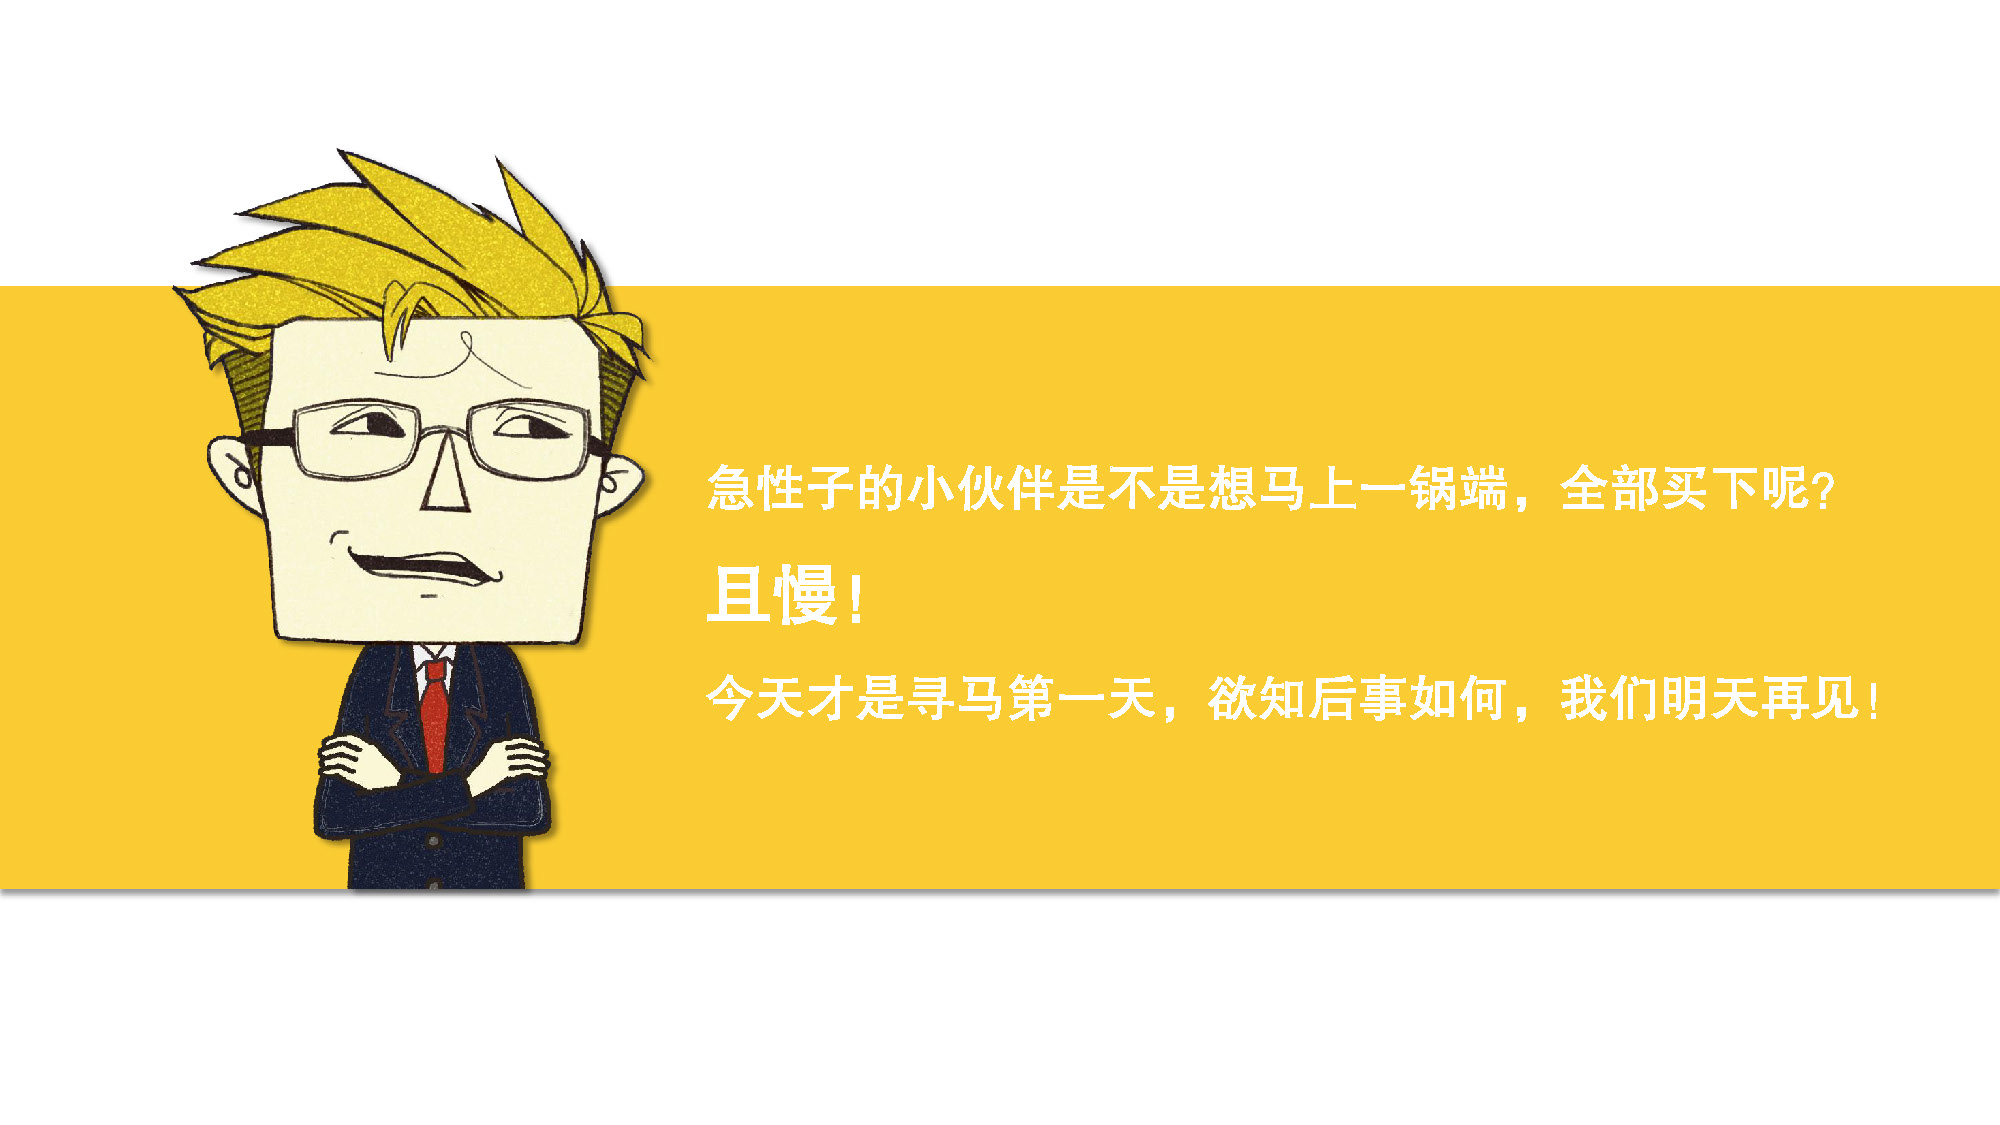 急性子的小伙伴是不是想马上一锅端，全部买下呢？
且慢！
今天才是寻马第一天，欲知后事如何，我们明天再见！